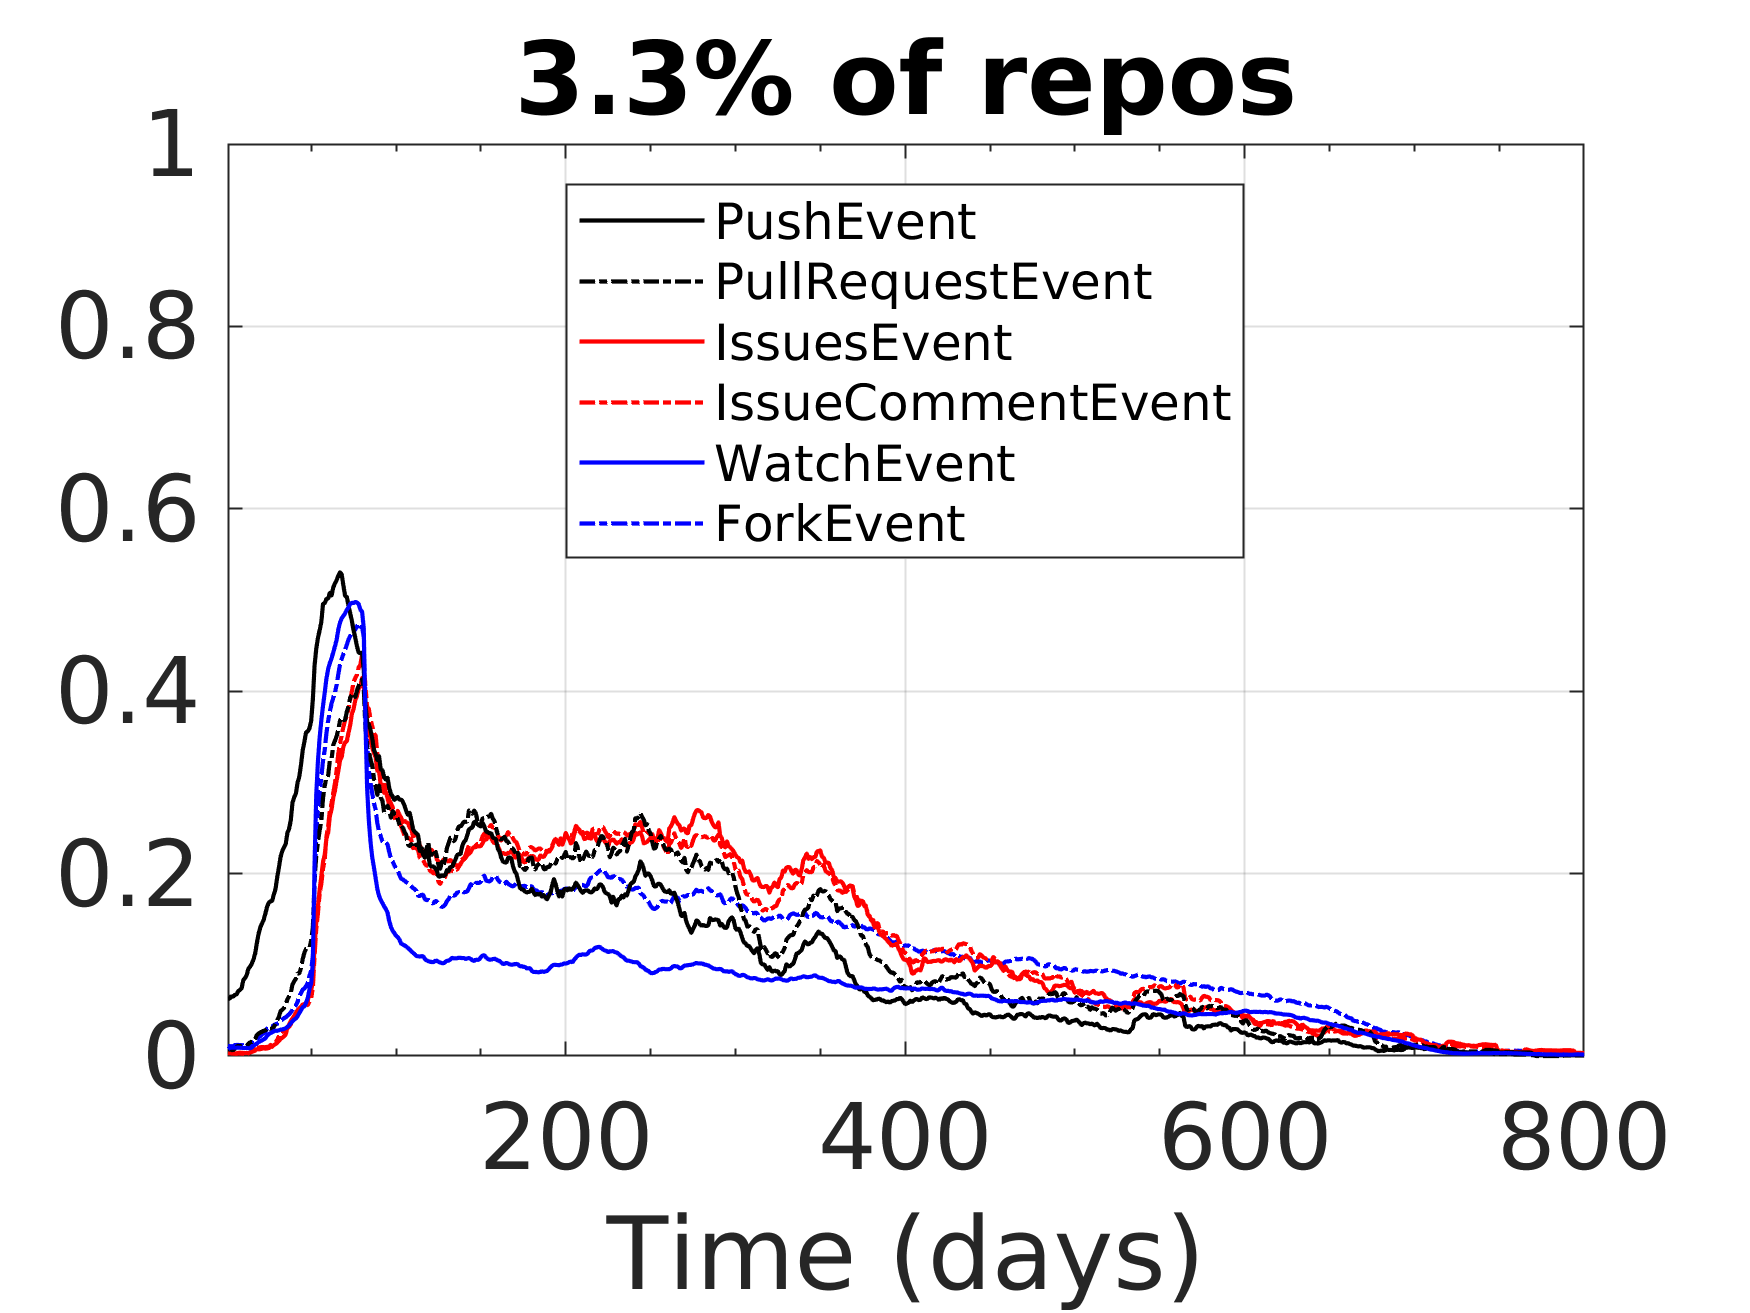 3.3% of repos
1
0.8
0.6
0.4
0.2
0
PushEvent
PullRequestEvent
IssuesEvent
IssueCommentEvent
WatchEvent
ForkEvent
200 400 600 800
Time (days)